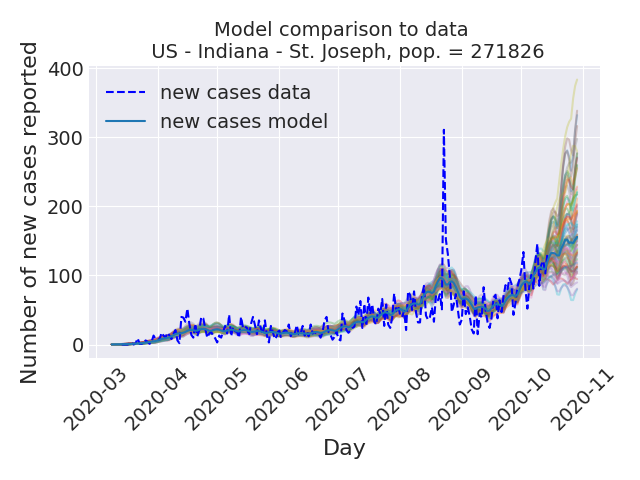 Model comparison to data
US - Indiana - St. Joseph, pop. = 271826
Number of new cases reported
400
300
200
100
0
new cases data
new cases model
2020-03
2020-04
2020-05
2020-06
2020-07
2020-08
2020-09
2020-10
2020-11
Day